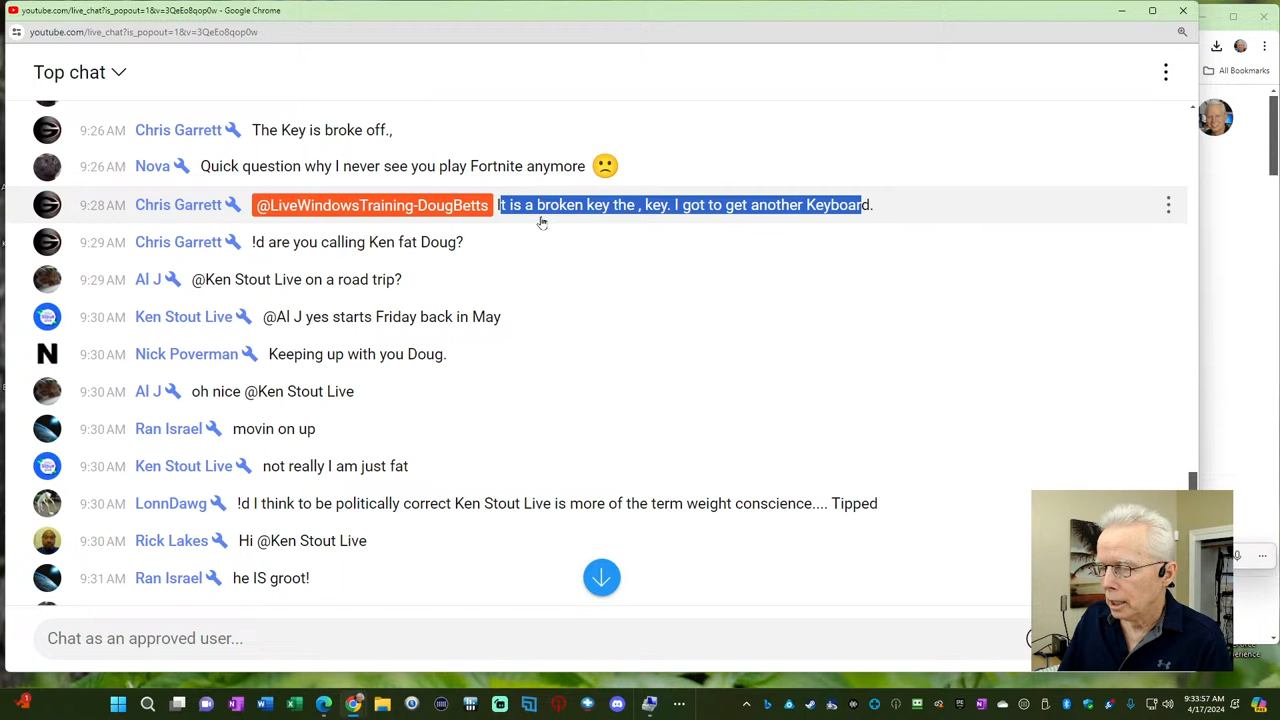 youtube.com/live_chat?is_popout=1&v=3QeEo8qop0w - Google Chrome
youtube.com/live_chat?is_popout=1&v=3QeEo8qop0w
All Bookmarks
Top chat
9:26 AM Chris Garrett The Key is broke off.,
9:26 AM Nova Quick question why I never see you play Fortnite anymore
9:28 AM Chris Garrett @LiveWindowsTraining-DougBetts It is a broken key the , key. I got to get another Keyboard.
9:29 AM Chris Garrett !d are you calling Ken fat Doug?
9:29 AM Al J @Ken Stout Live on a road trip?
9:30 AM Ken Stout Live @Al J yes starts Friday back in May
N 9:30 AM Nick Poverman Keeping up with you Doug.
9:30 AM Al J oh nice @Ken Stout Live
9:30 AM Ran Israel movin on up
9:30 AM Ken Stout Live not really I am just fat
9:30 AM LonnDawg !d I think to be politically correct Ken Stout Live is more of the term weight conscience.... Tipped
9:30 AM Rick Lakes Hi @Ken Stout Live
9:31 AM Ran Israel he IS groot!
Chat as an approved user...
9:33:57 AM
4/17/2024